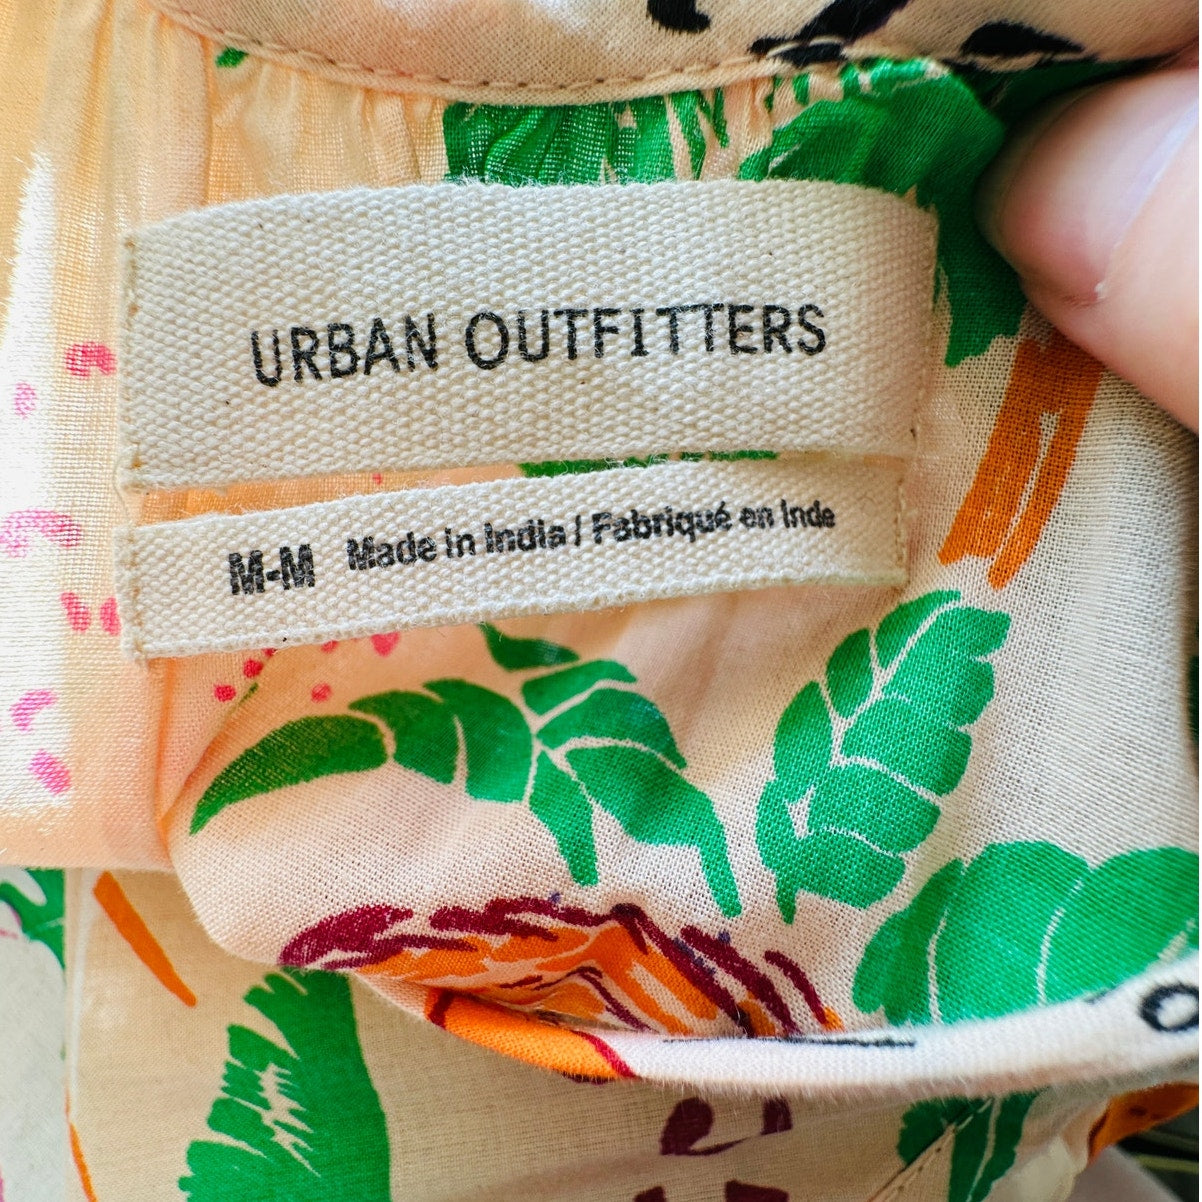 URBAN OUTFITTERS
M-M Made in India / Fabriqué en Inde